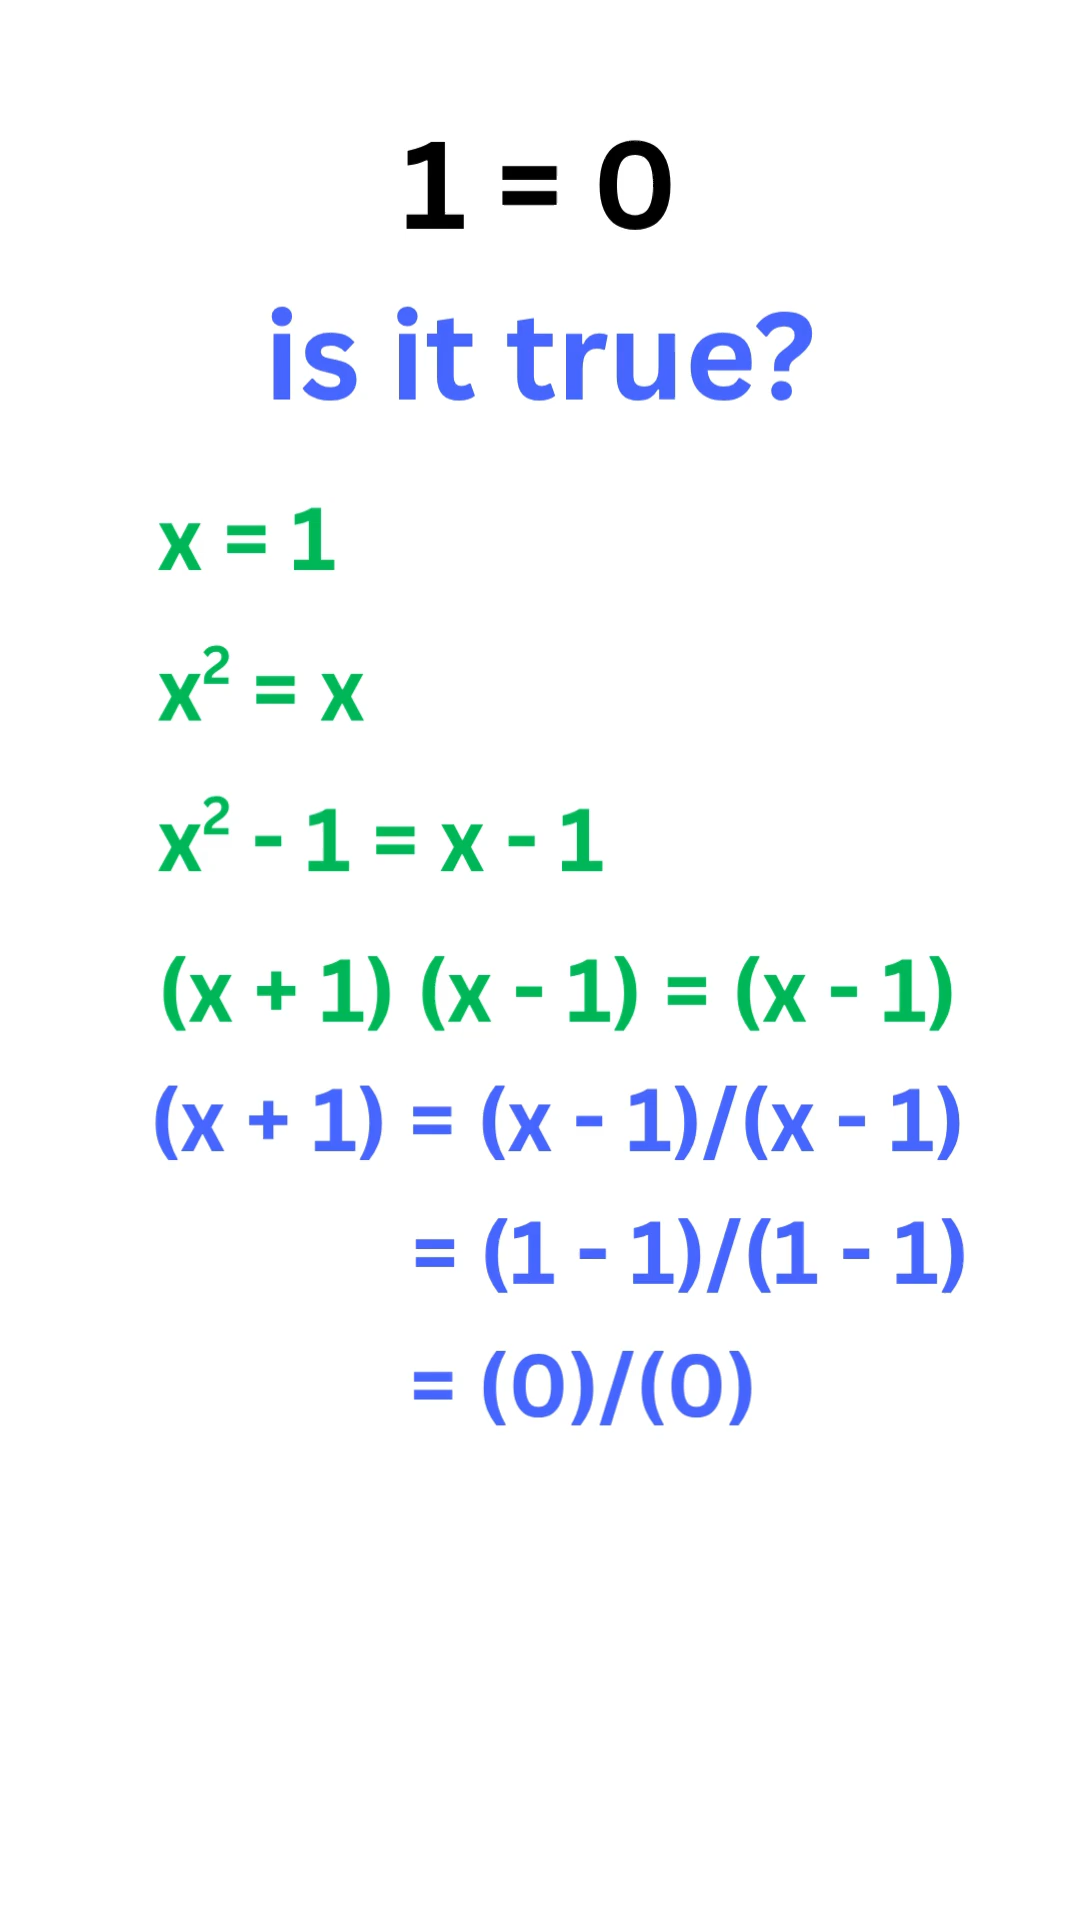 1 = 0
is it true?
x = 1
x² = x
x² - 1 = x - 1
(x + 1) (x - 1) = (x - 1)
(x + 1) = (x - 1)/(x - 1)
= (1 - 1)/(1 - 1)
= (0)/(0)